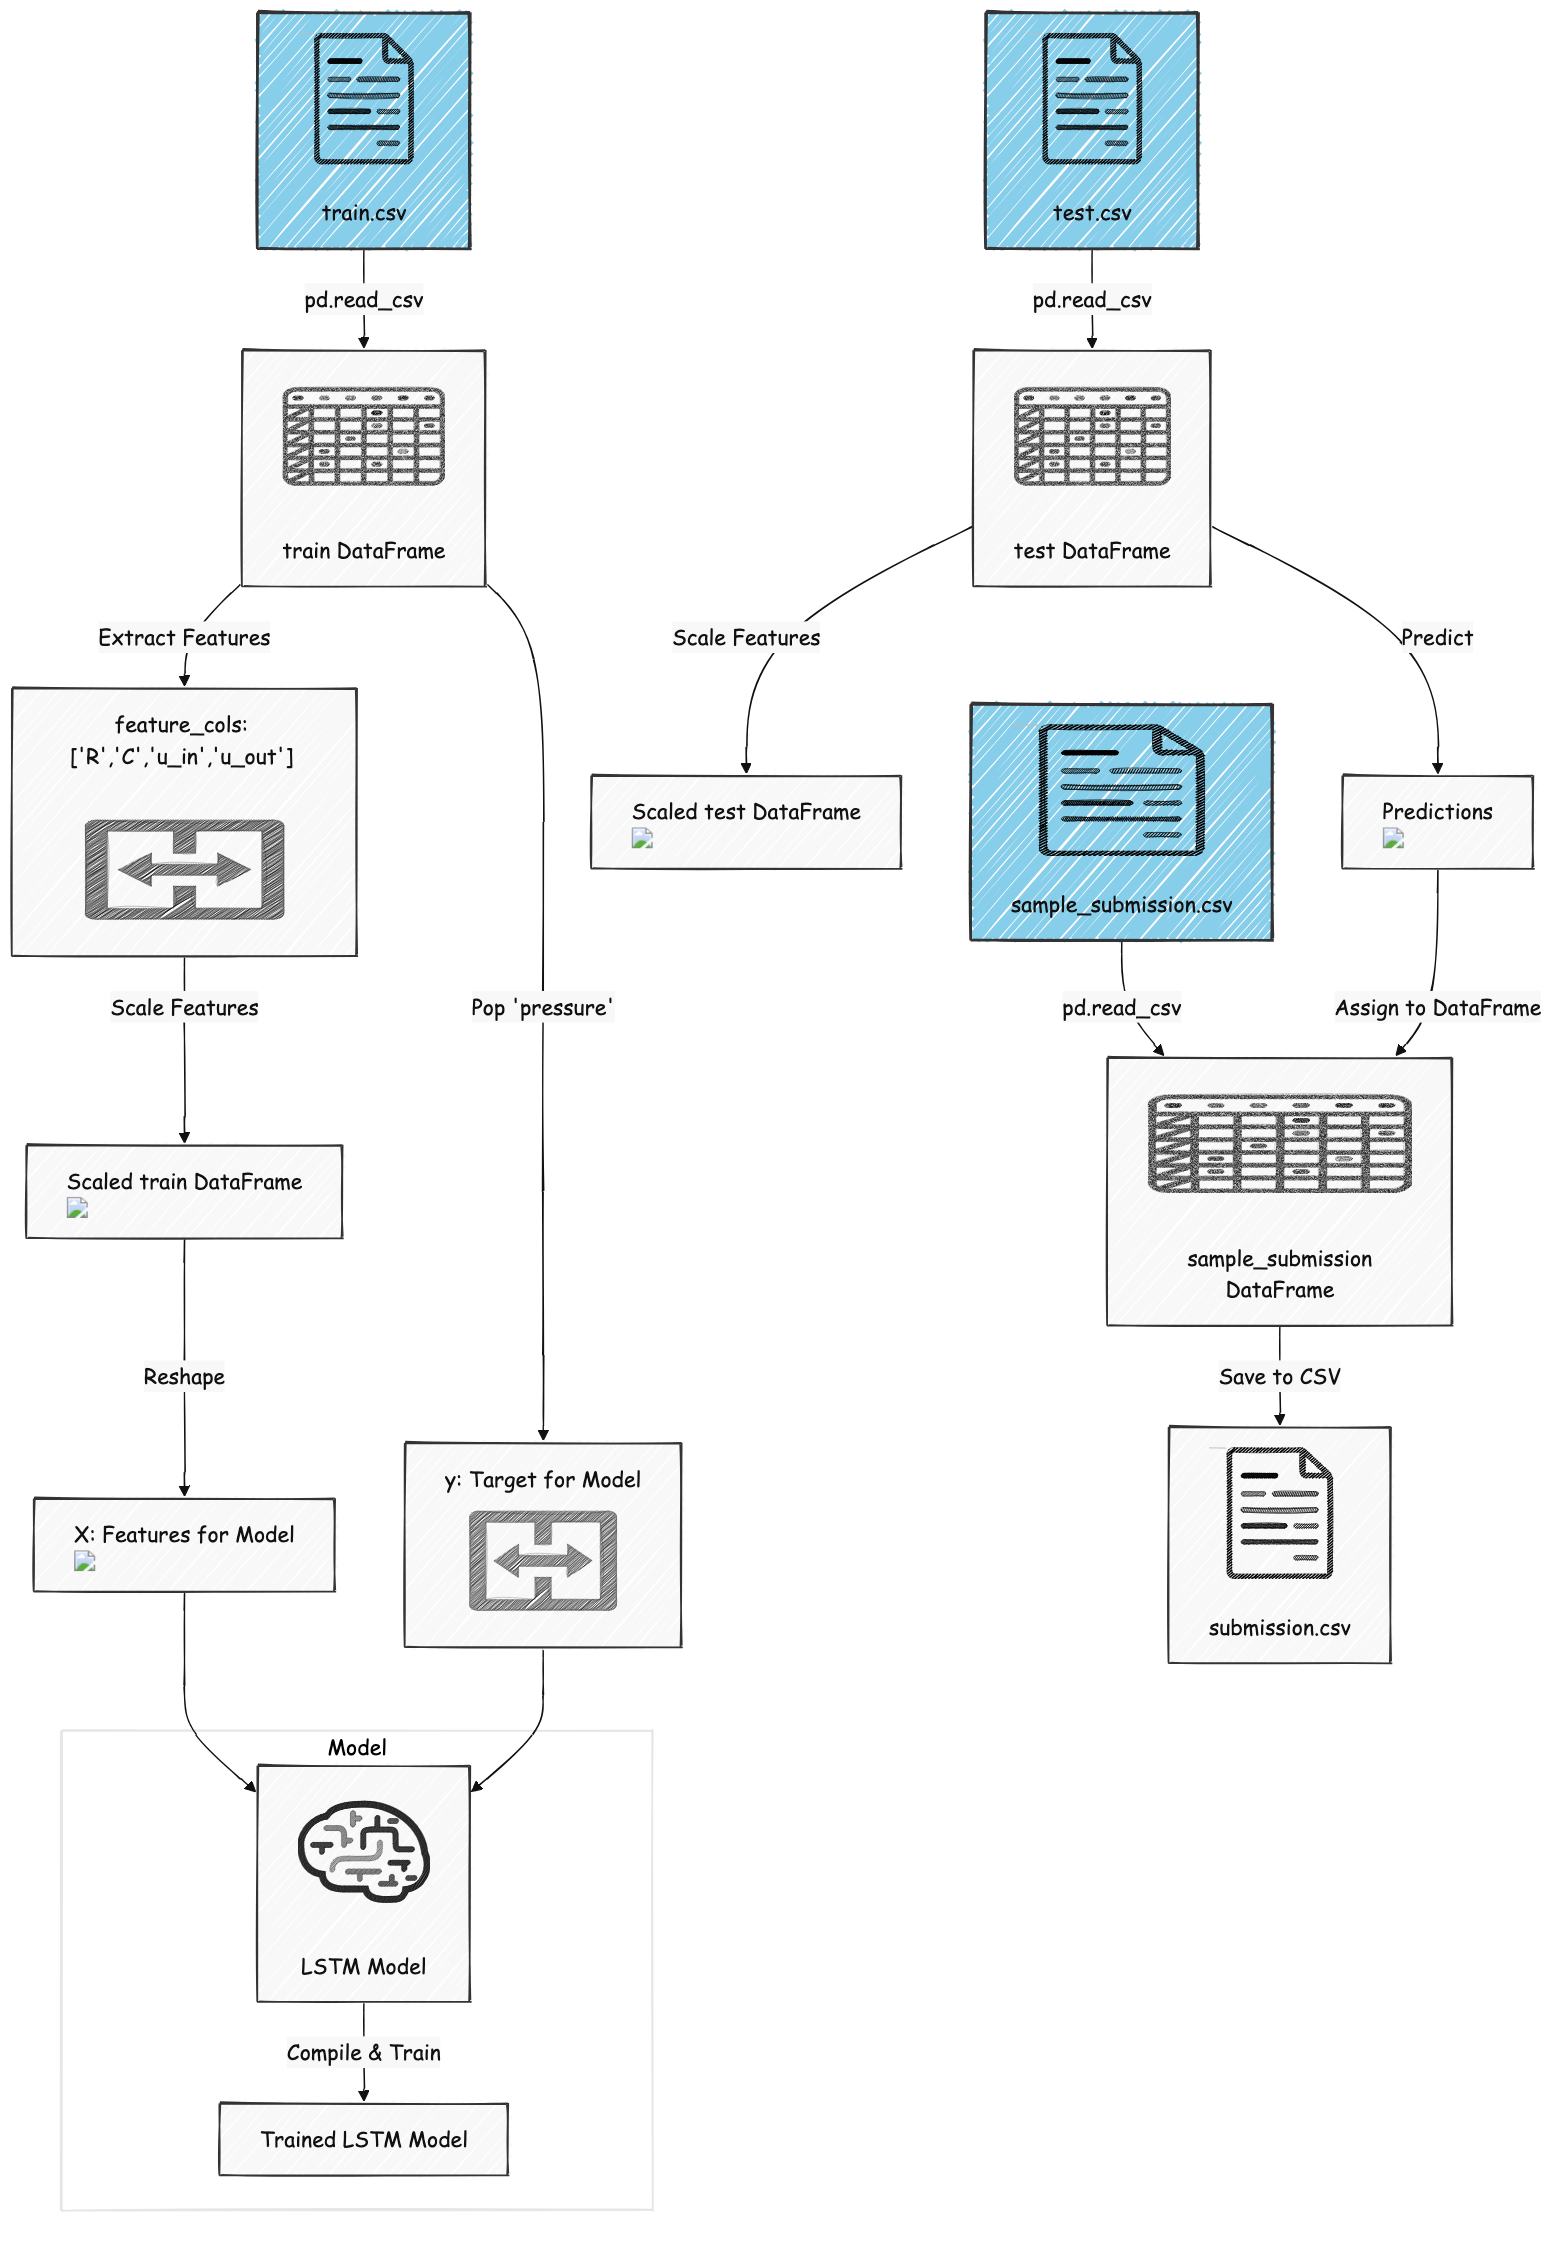 train.csv
test.csv
pd.read_csv
pd.read_csv
train DataFrame
test DataFrame
Extract Features
Scale Features
Predict
feature_cols:
['R','C','u_in','u_out']
Scaled test DataFrame
sample_submission.csv
Predictions
Scale Features
Pop 'pressure'
pd.read_csv
Assign to DataFrame
Scaled train DataFrame
sample_submission
DataFrame
Reshape
Save to CSV
y: Target for Model
X: Features for Model
submission.csv
Model
LSTM Model
Compile & Train
Trained LSTM Model